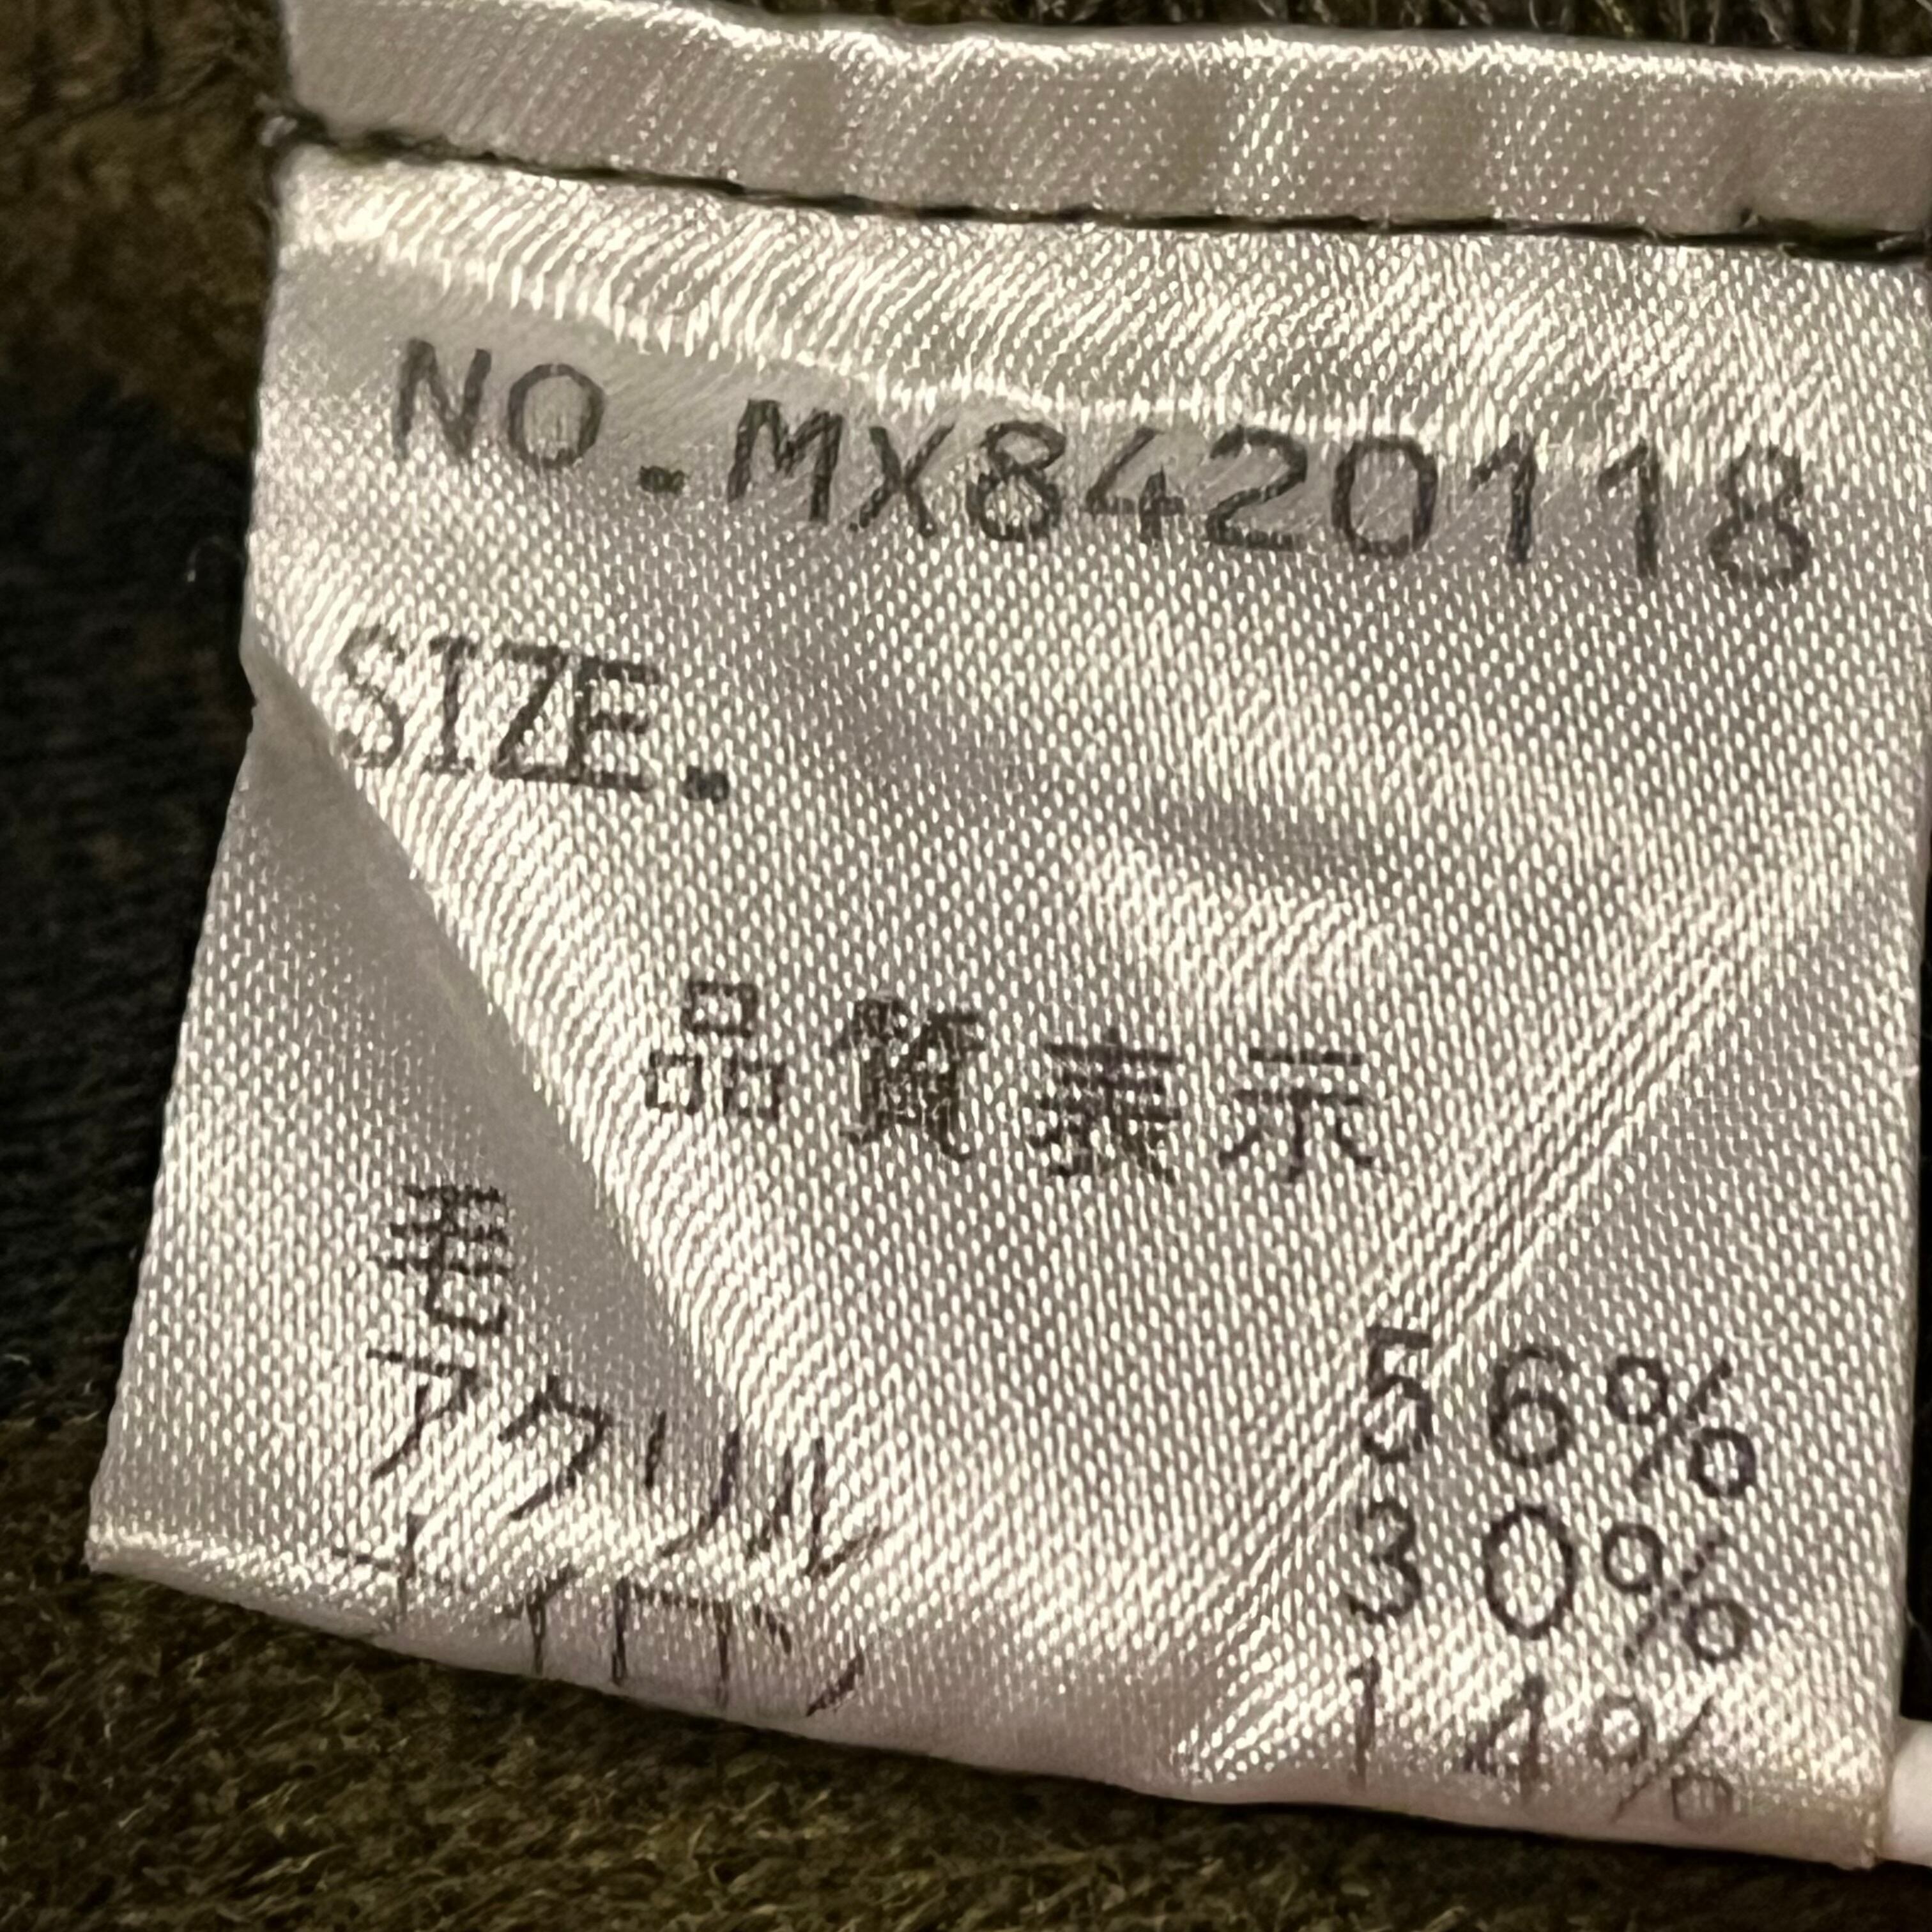 NO.MX8420118
SIZE.
品質表示
毛 56%
アクリル 30%
ナイロン 14%